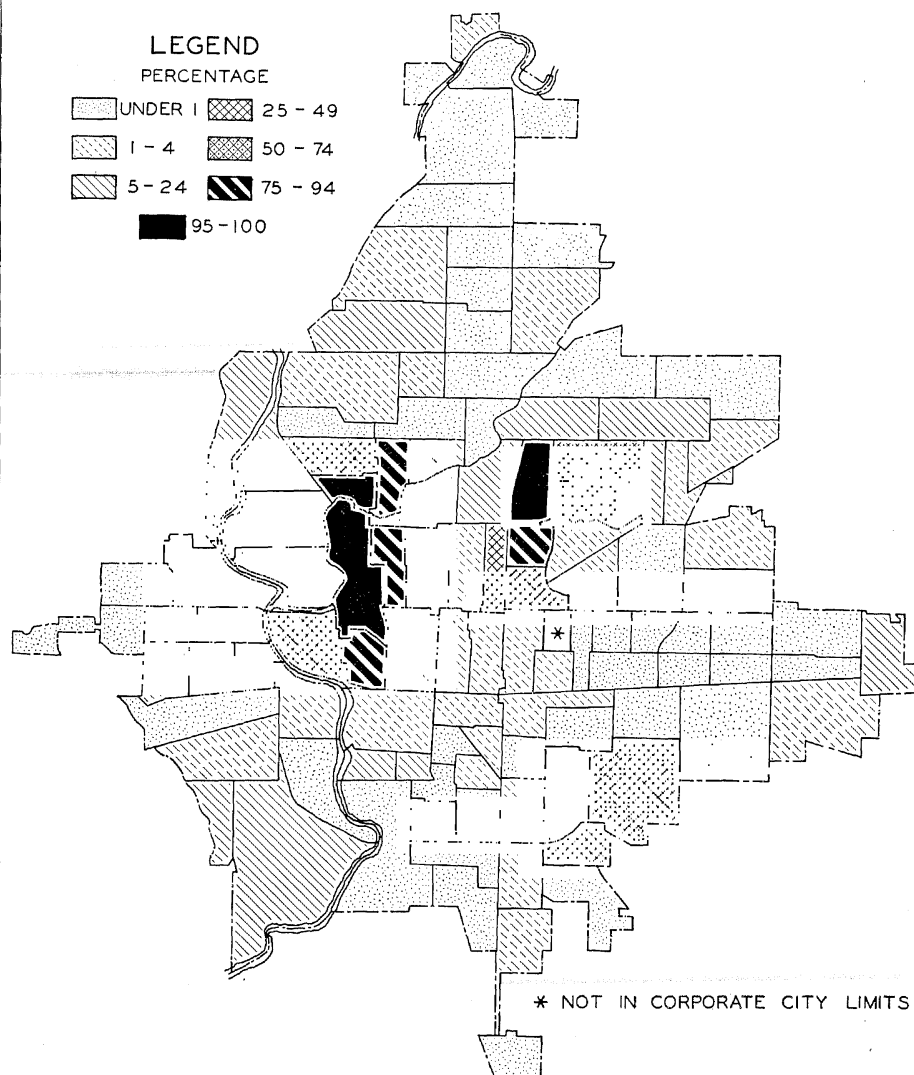 LEGEND
PERCENTAGE
UNDER 1 25 - 49
1 - 4 50 - 74
5 - 24 75 - 94
95 - 100
*
* NOT IN CORPORATE CITY LIMITS